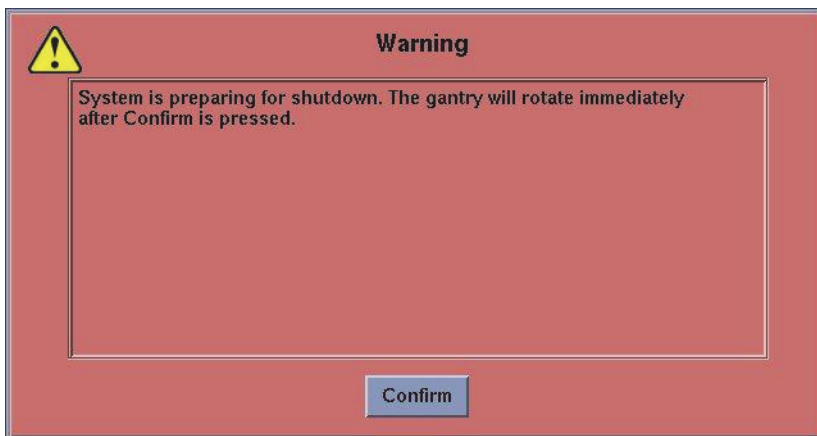 Warning
System is preparing for shutdown. The gantry will rotate immediately
after Confirm is pressed.
Confirm